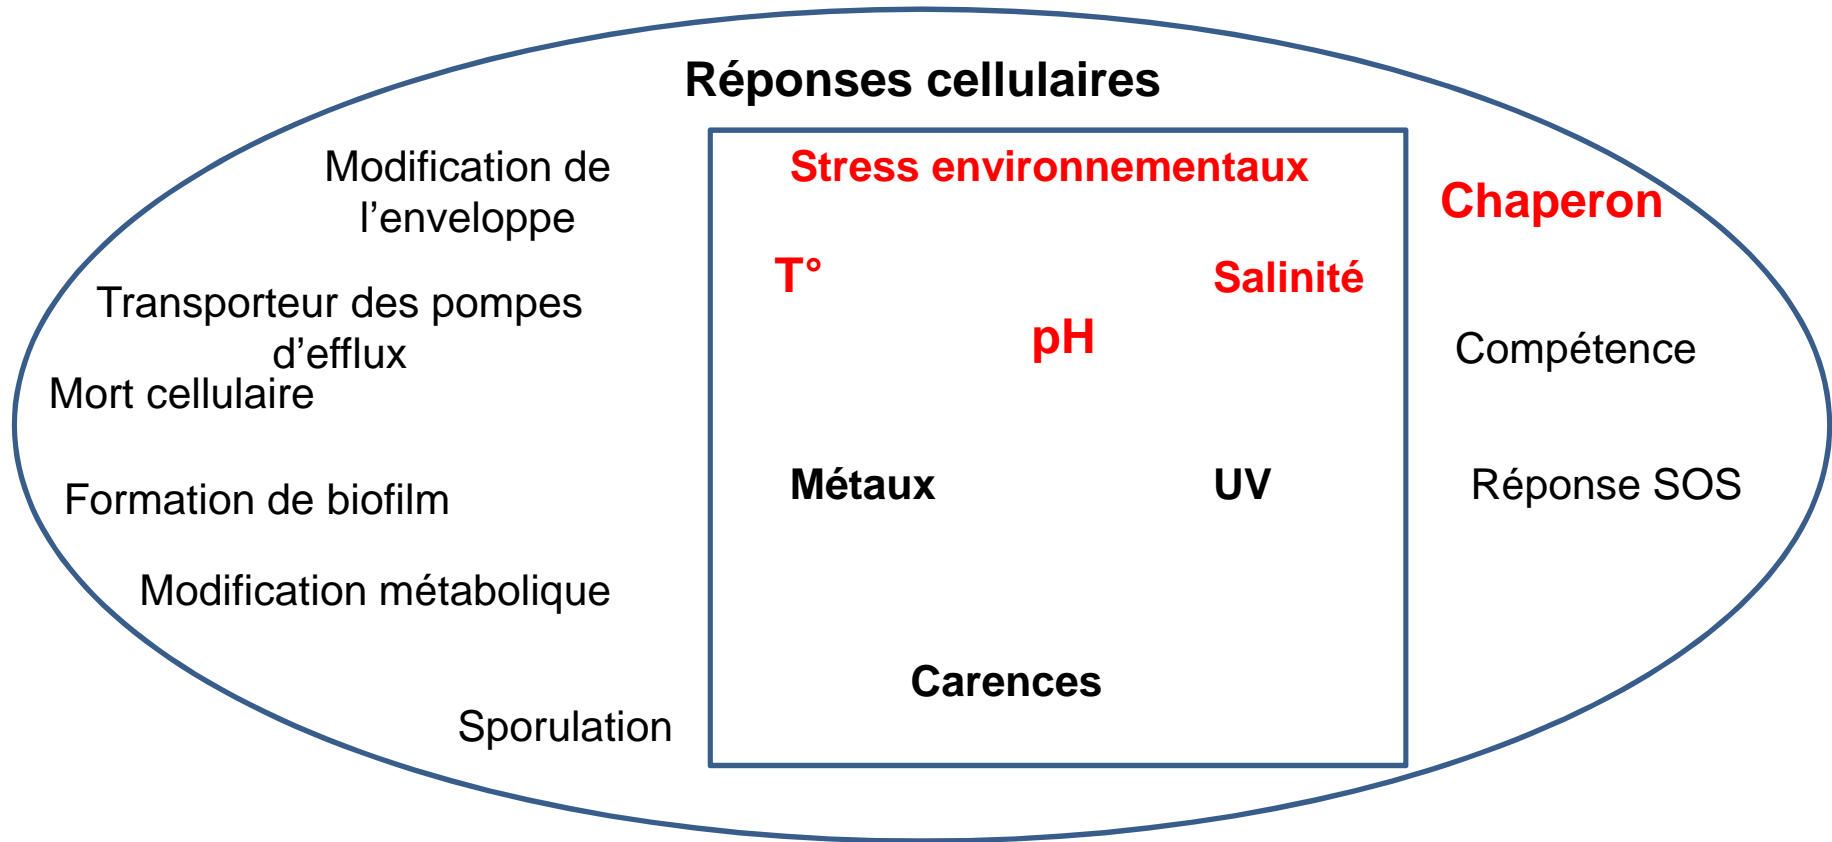 Réponses cellulaires
Modification de
l’enveloppe
Transporteur des pompes
d’efflux
Mort cellulaire
Formation de biofilm
Modification métabolique
Sporulation
Stress environnementaux
T°
Salinité
pH
Métaux
UV
Carences
Chaperon
Compétence
Réponse SOS